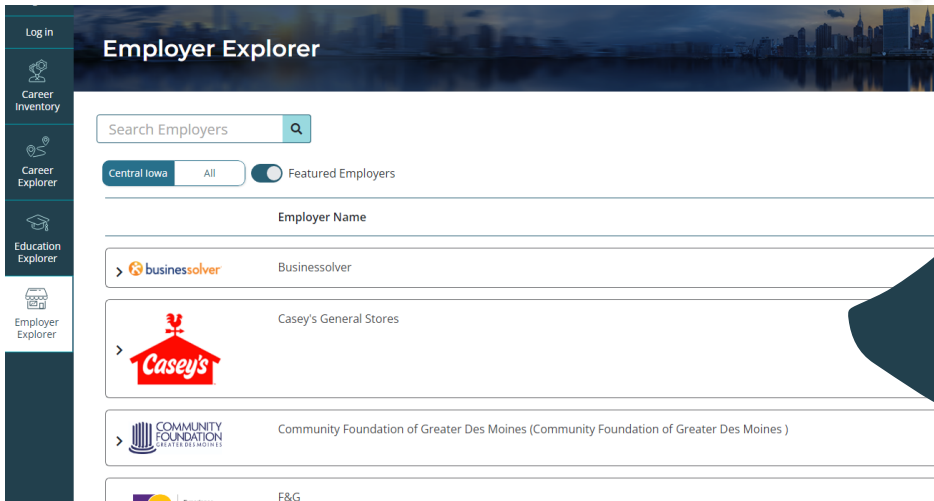 Log in
Career
Inventory
Career
Explorer
Education
Explorer
Employer
Explorer
Employer Explorer
Search Employers
Central Iowa
All
Featured Employers
Employer Name
businessolver
Businessolver
Casey's
Casey's General Stores
COMMUNITY
FOUNDATION
GREATER DES MOINES
Community Foundation of Greater Des Moines (Community Foundation of Greater Des Moines )
F&G